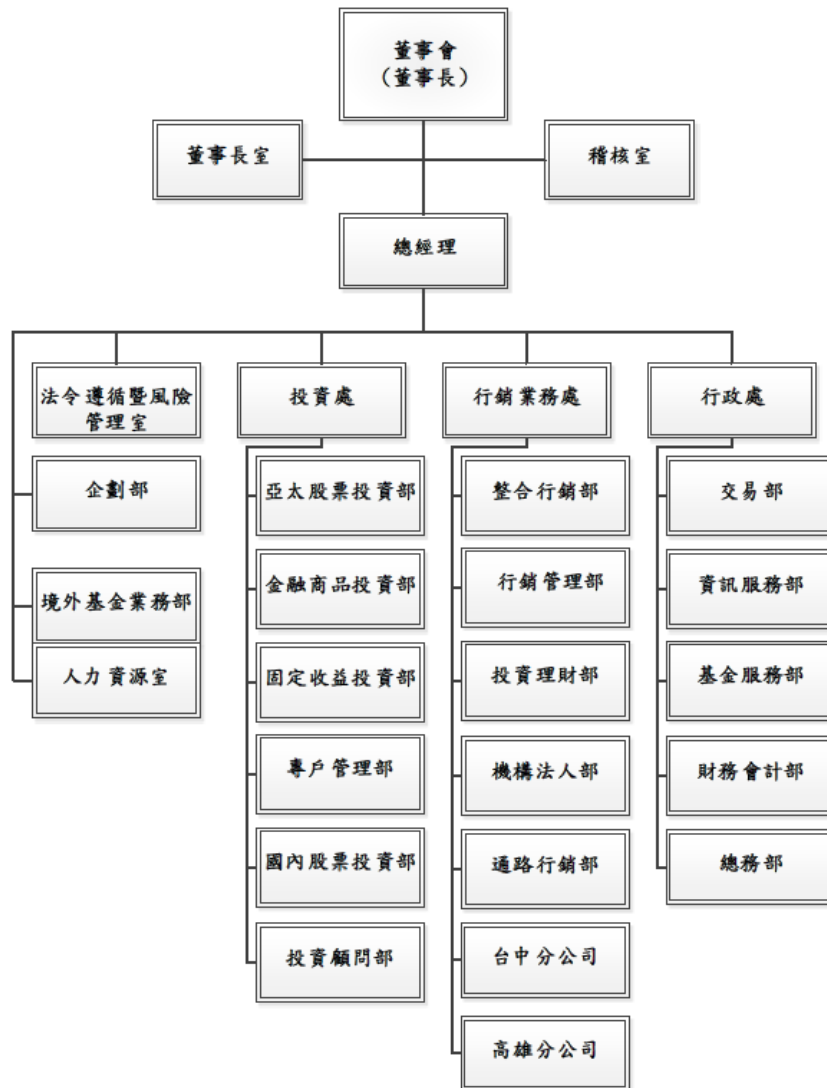 董事會
（董事長）
董事長室
稽核室
總經理
法令遵循暨風險
管理室
投資處
行銷業務處
行政處
企劃部
亞太股票投資部
整合行銷部
交易部
境外基金業務部
金融商品投資部
行銷管理部
資訊服務部
人力資源室
固定收益投資部
投資理財部
基金服務部
專戶管理部
機構法人部
財務會計部
國內股票投資部
通路行銷部
總務部
投資顧問部
台中分公司
高雄分公司